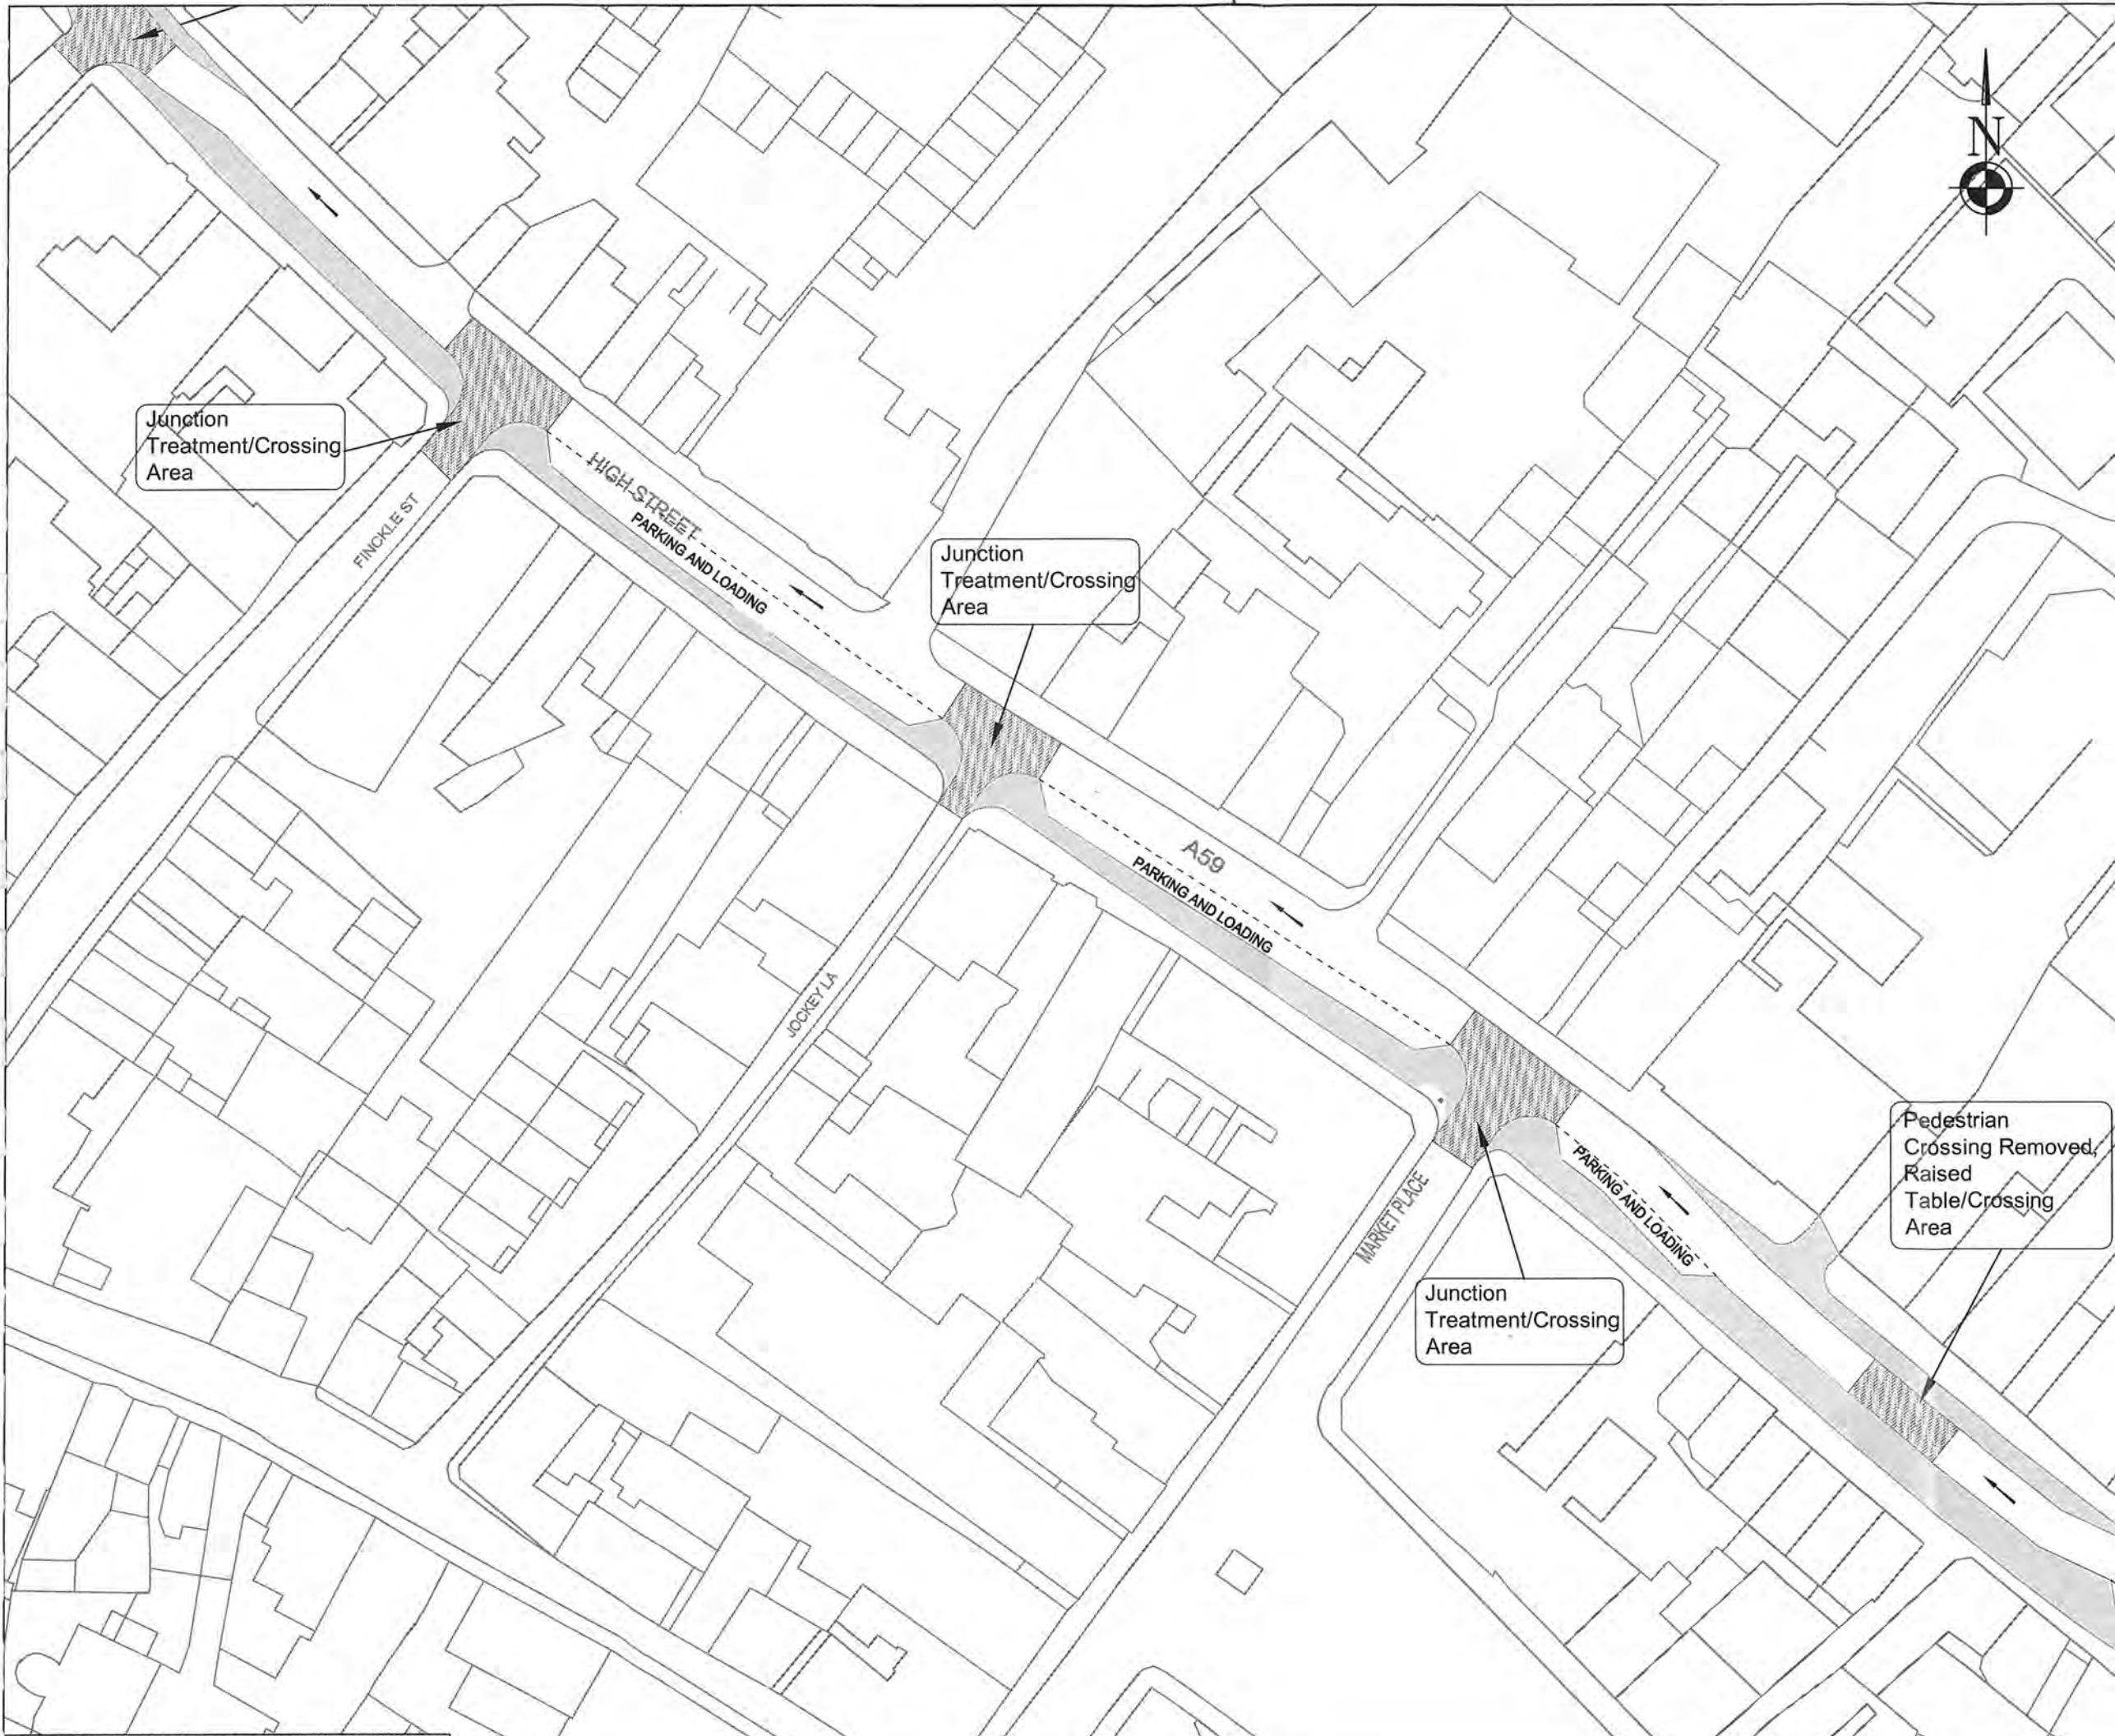 N
Junction
Treatment/Crossing
Area
FINCKLE ST
HIGH STREET
PARKING AND LOADING
Junction
Treatment/Crossing
Area
A59
PARKING AND LOADING
JOCKEY LA
Pedestrian
Crossing Removed,
Raised
Table/Crossing
Area
PARKING AND LOADING
MARKET PLACE
Junction
Treatment/Crossing
Area